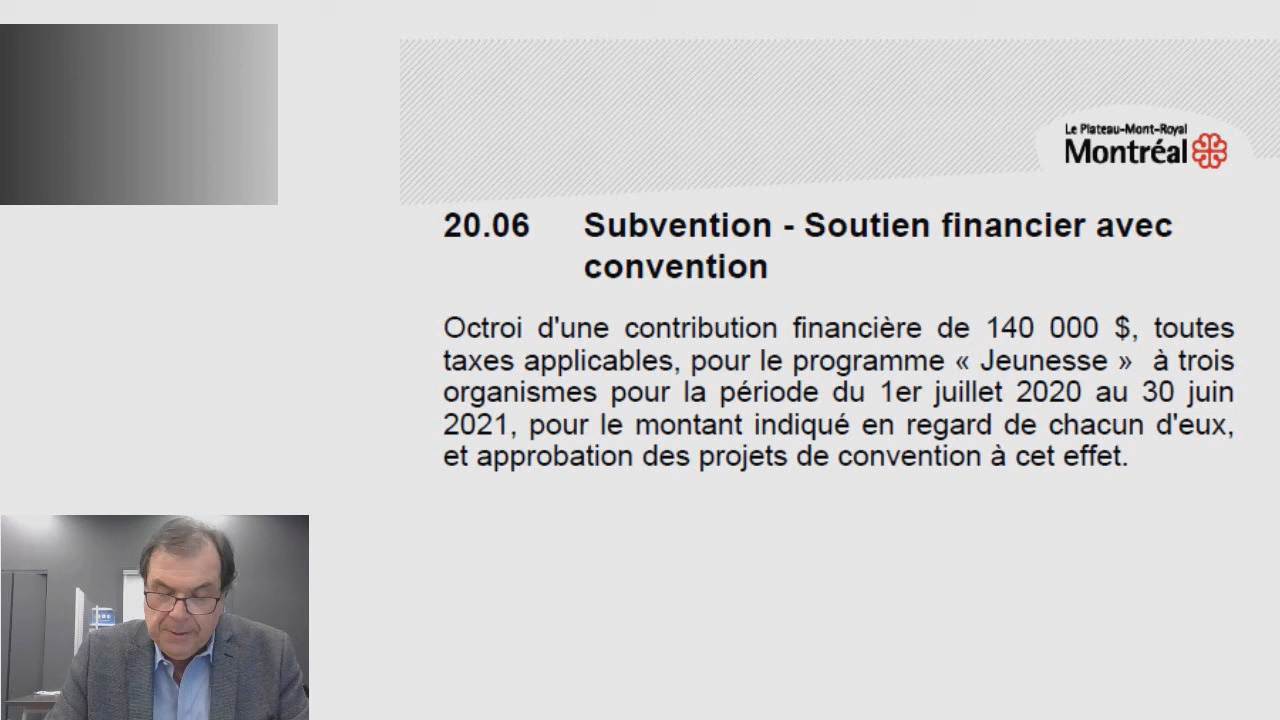 Le Plateau-Mont-Royal
Montréal
20.06 Subvention - Soutien financier avec
convention
Octroi d'une contribution financière de 140 000 $, toutes
taxes applicables, pour le programme « Jeunesse » à trois
organismes pour la période du 1er juillet 2020 au 30 juin
2021, pour le montant indiqué en regard de chacun d'eux,
et approbation des projets de convention à cet effet.